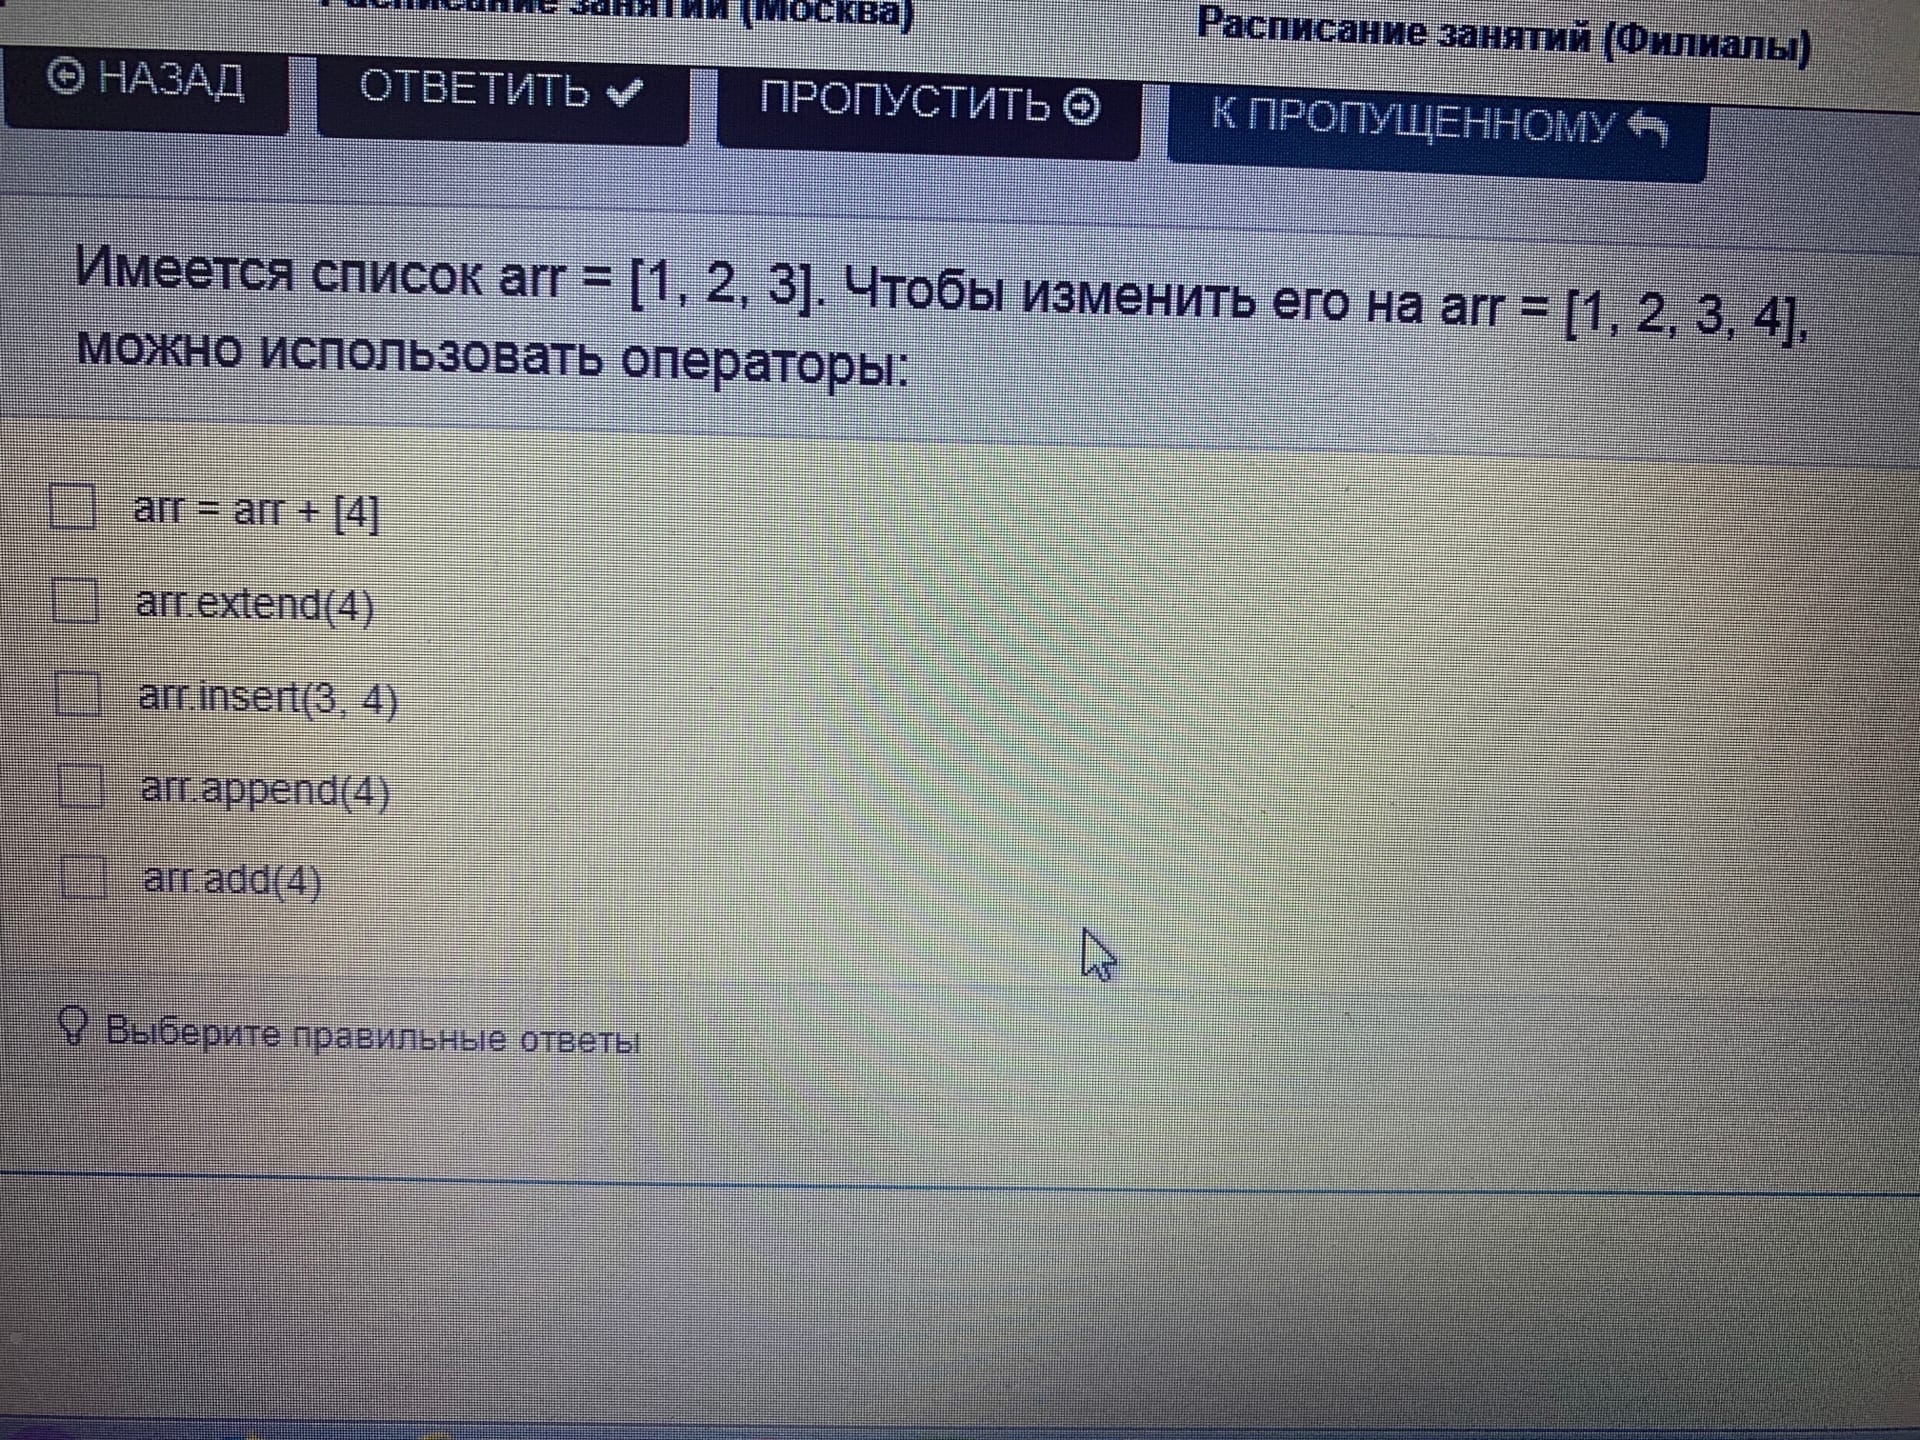 Расписание занятий (Москва)
Расписание занятий (Филиалы)
НАЗАД
ОТВЕТИТЬ
ПРОПУСТИТЬ
К ПРОПУЩЕННОМУ
Имеется список arr = [1, 2, 3]. Чтобы изменить его на arr = [1, 2, 3, 4],
можно использовать операторы:
arr = arr + [4]
arr.extend(4)
arr.insert(3, 4)
arr.append(4)
arr.add(4)
Выберите правильные ответы